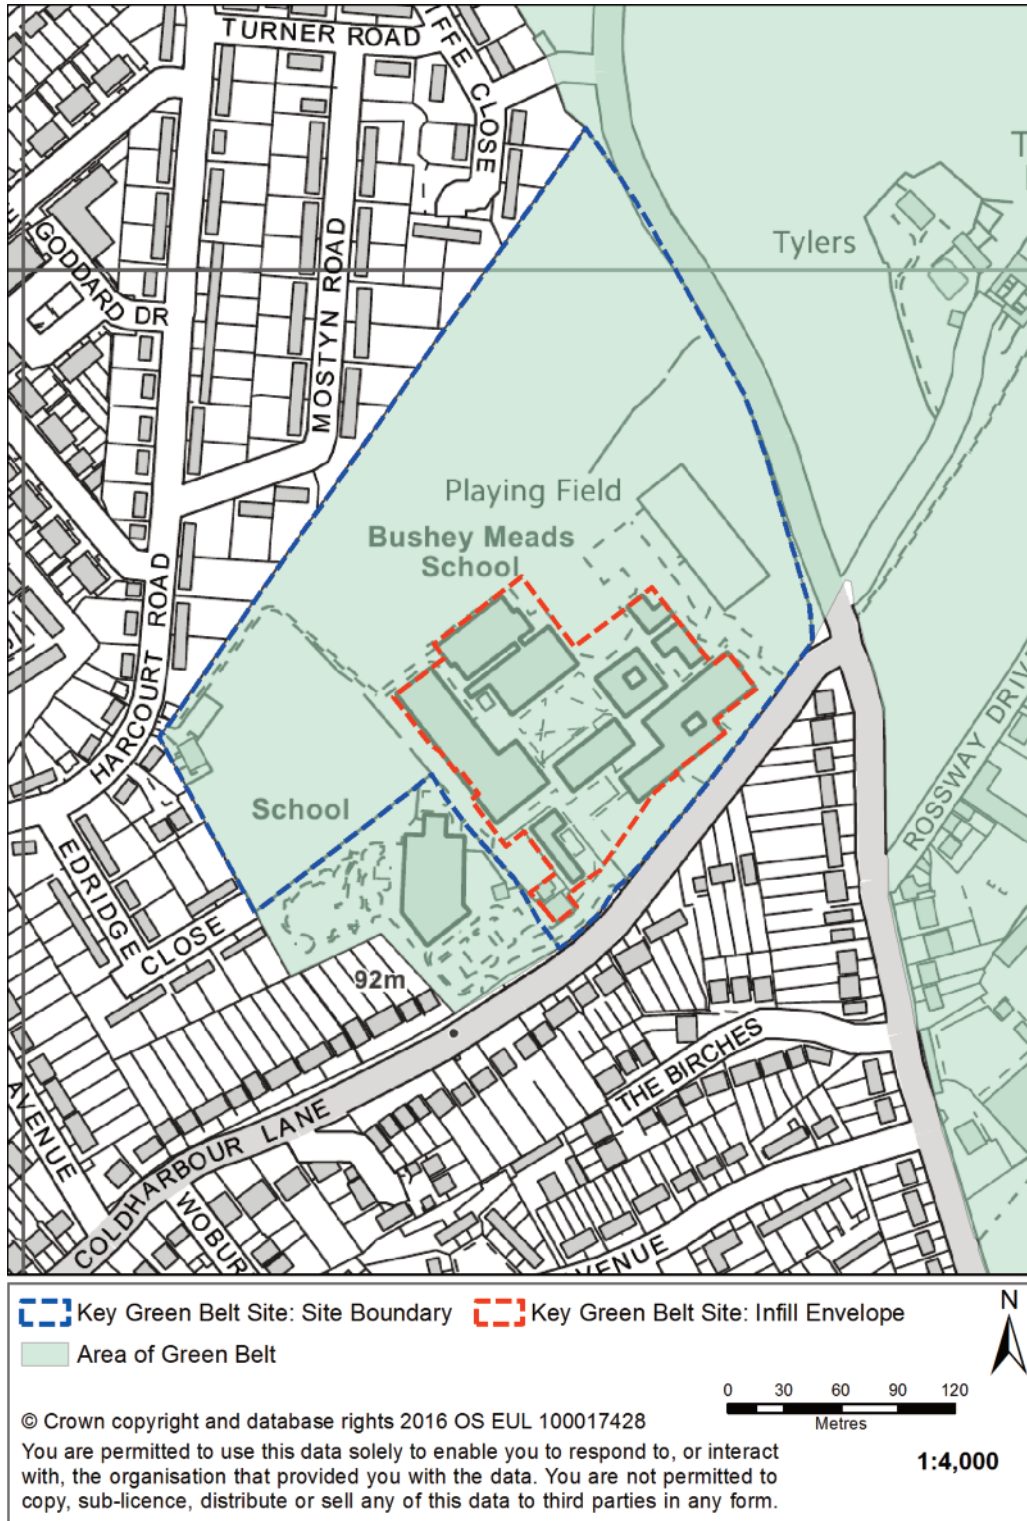 TURNER ROAD
IFFE CLOSE
GODDARD DR
MOSTYN ROAD
T
Tylers
Playing Field
Bushey Meads
School
HARCOURT ROAD
School
EDRIDGE
CLOSE
92m
ROSSWAY DRIVE
THE BIRCHES
AVENUE
COLDHARBOUR LANE
WOBUR
VENUE
Key Green Belt Site: Site Boundary
Key Green Belt Site: Infill Envelope
Area of Green Belt
N
0 30 60 90 120
Metres
1:4,000
© Crown copyright and database rights 2016 OS EUL 100017428
You are permitted to use this data solely to enable you to respond to, or interact
with, the organisation that provided you with the data. You are not permitted to
copy, sub-licence, distribute or sell any of this data to third parties in any form.